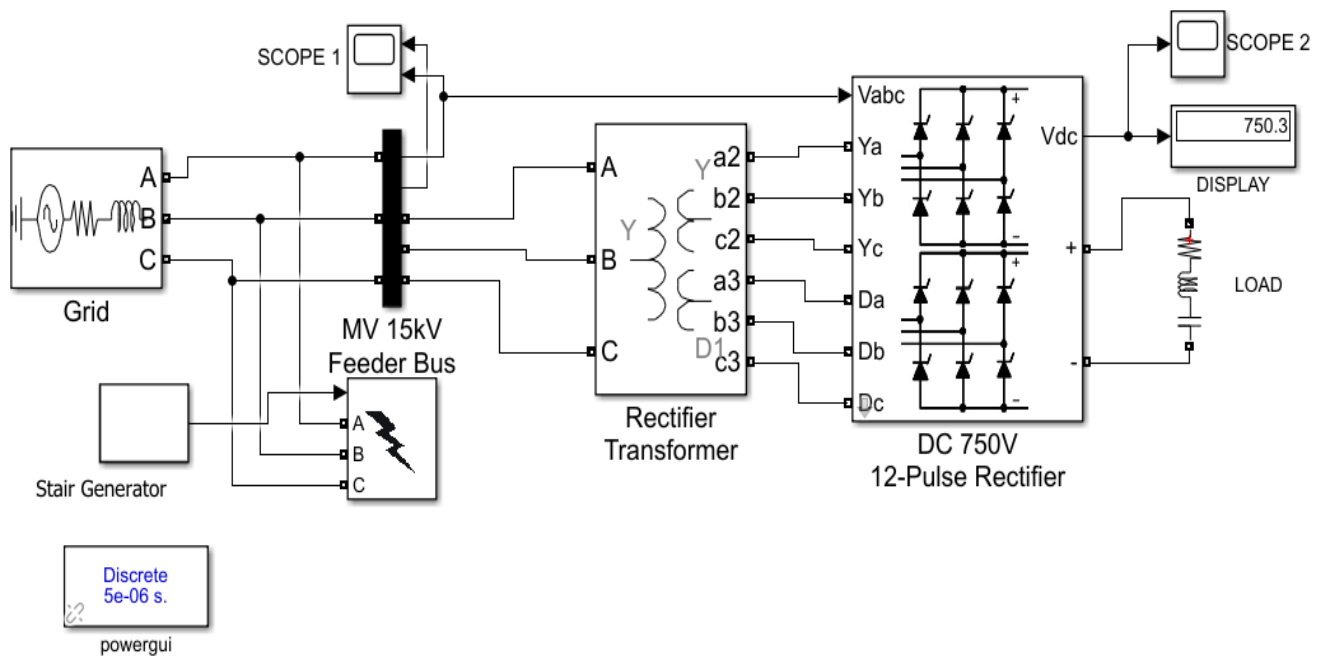 SCOPE 1
SCOPE 2
Vabc
+
Vdc
750.3
DISPLAY
A
B
C
Grid
MV 15kV
Feeder Bus
A
B
C
Y
Y
D1
a2
b2
c2
a3
b3
c3
Rectifier
Transformer
Ya
Yb
Yc
Da
Db
Dc
-
+
-
+
-
DC 750V
12-Pulse Rectifier
LOAD
A
B
C
Stair Generator
Discrete
5e-06 s.
powergui